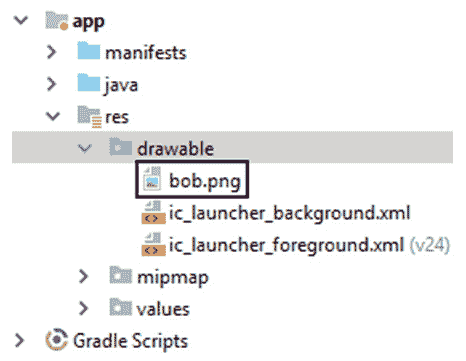 app
manifests
java
res
drawable
bob.png
ic_launcher_background.xml
ic_launcher_foreground.xml (v24)
mipmap
values
Gradle Scripts